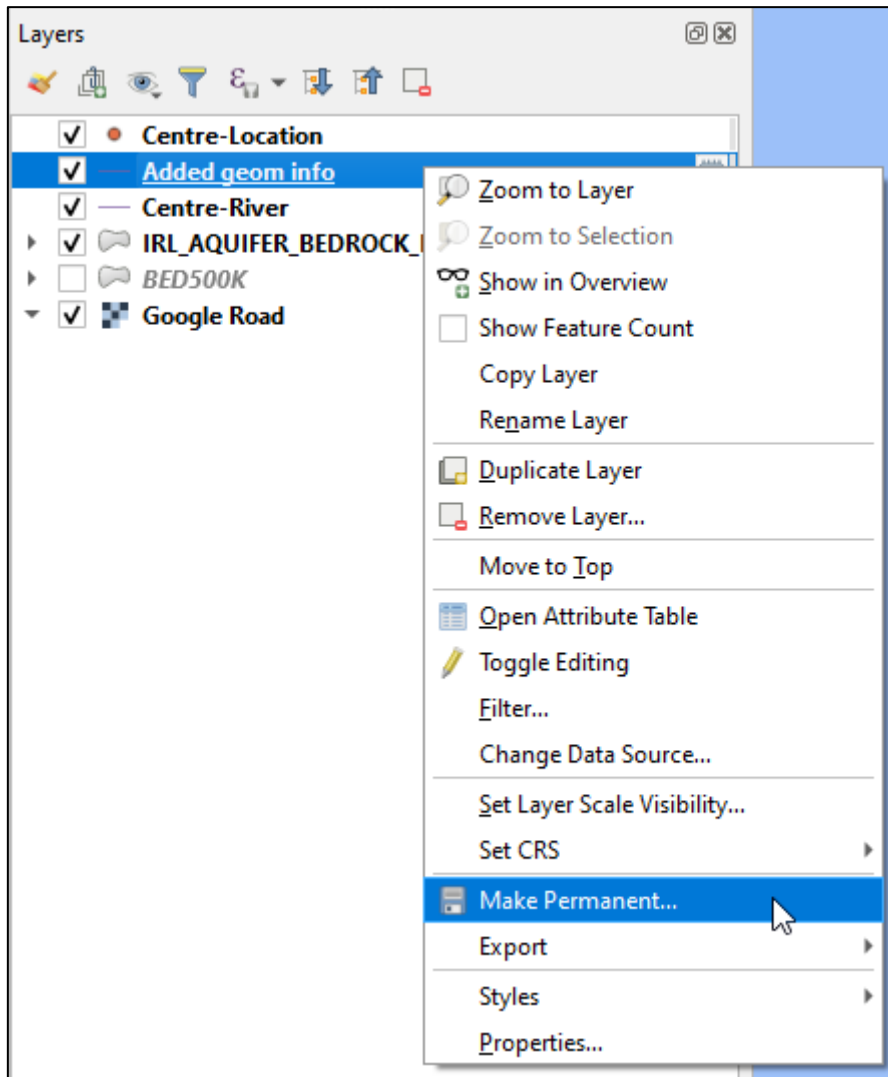 Layers
Centre-Location
Added geom info
Centre-River
IRL_AQUIFER_BEDROCK_
BED500K
Google Road
Zoom to Layer
Zoom to Selection
Show in Overview
Show Feature Count
Copy Layer
Rename Layer
Duplicate Layer
Remove Layer...
Move to Top
Open Attribute Table
Toggle Editing
Filter...
Change Data Source...
Set Layer Scale Visibility...
Set CRS
Make Permanent...
Export
Styles
Properties...